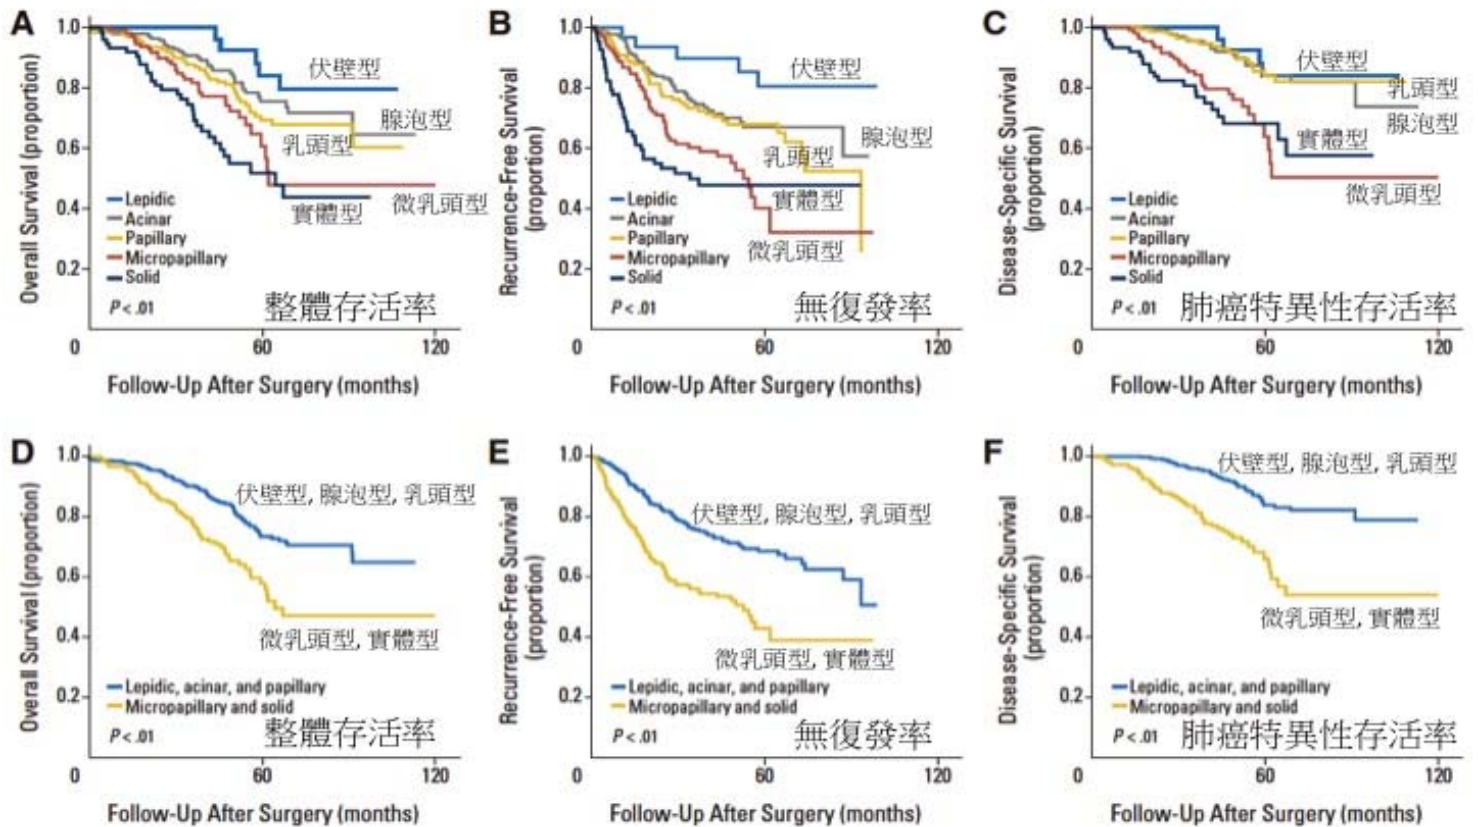 A
Overall Survival (proportion)
1.0
0.8
0.6
0.4
0.2
伏壁型
腺泡型
乳頭型
微乳頭型
實體型
Lepidic
Acinar
Papillary
Micropapillary
Solid
P < .01
整體存活率
0
60
120
Follow-Up After Surgery (months)
B
Recurrence-Free Survival
(proportion)
1.0
0.8
0.6
0.4
0.2
伏壁型
腺泡型
乳頭型
實體型
微乳頭型
Lepidic
Acinar
Papillary
Micropapillary
Solid
P < .01
無復發率
0
60
120
Follow-Up After Surgery (months)
C
Disease-Specific Survival
(proportion)
1.0
0.8
0.6
0.4
0.2
伏壁型
乳頭型
腺泡型
實體型
微乳頭型
Lepidic
Acinar
Papillary
Micropapillary
Solid
P < .01
肺癌特異性存活率
0
60
120
Follow-Up After Surgery (months)
D
Overall Survival (proportion)
1.0
0.8
0.6
0.4
0.2
伏壁型, 腺泡型, 乳頭型
微乳頭型, 實體型
Lepidic, acinar, and papillary
Micropapillary and solid
P < .01
整體存活率
0
60
120
Follow-Up After Surgery (months)
E
Recurrence-Free Survival
(proportion)
1.0
0.8
0.6
0.4
0.2
伏壁型, 腺泡型, 乳頭型
微乳頭型, 實體型
Lepidic, acinar, and papillary
Micropapillary and solid
P < .01
無復發率
0
60
120
Follow-Up After Surgery (months)
F
Disease-Specific Survival
(proportion)
1.0
0.8
0.6
0.4
0.2
伏壁型, 腺泡型, 乳頭型
微乳頭型, 實體型
Lepidic, acinar, and papillary
Micropapillary and solid
P < .01
肺癌特異性存活率
0
60
120
Follow-Up After Surgery (months)